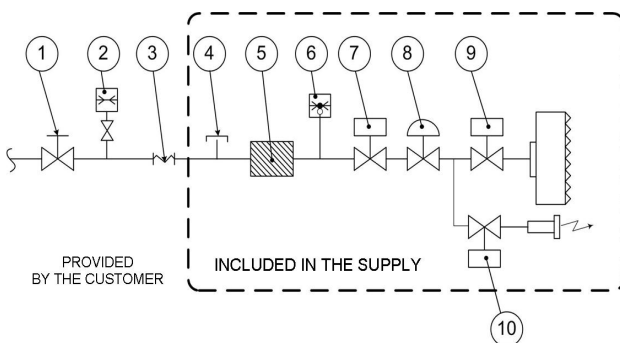 1 2 3 4 5 6 7 8 9
PROVIDED
BY THE CUSTOMER
INCLUDED IN THE SUPPLY
10